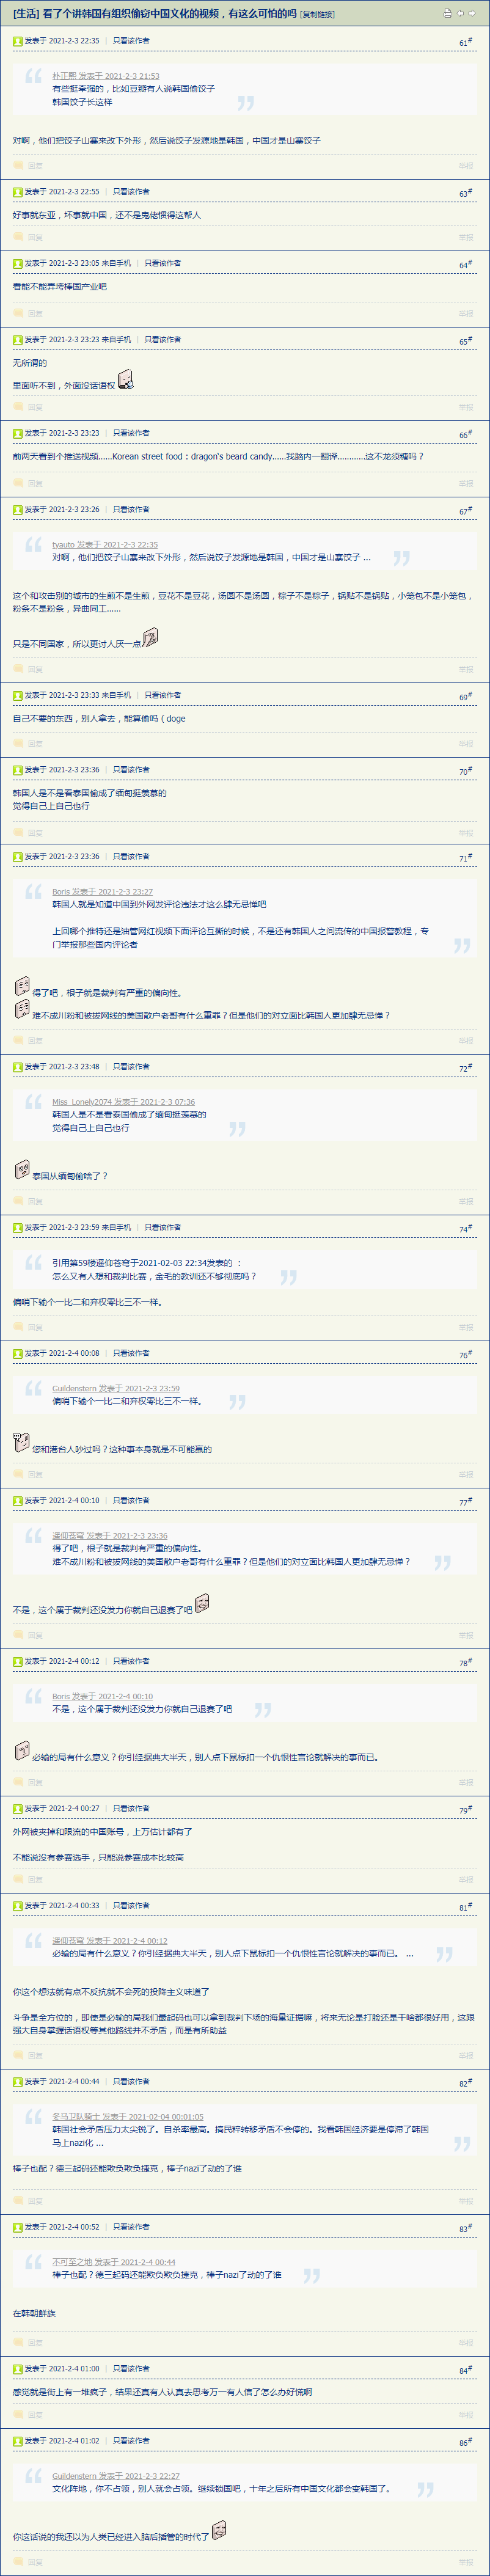 [生活] 看了个讲韩国有组织偷窃中国文化的视频，有这么可怕的吗 [复制链接]
发表于 2021-2-3 22:35 | 只看该作者
61#
朴正熙 发表于 2021-2-3 21:53
有些挺牵强的，比如豆瓣有人说韩国偷饺子
韩国饺子长这样
对啊，他们把饺子山寨来改下外形，然后说饺子发源地是韩国，中国才是山寨饺子
回复 举报
发表于 2021-2-3 22:55 | 只看该作者
63#
好事就东亚，坏事就中国，还不是鬼佬惯得这帮人
回复 举报
发表于 2021-2-3 23:05 来自手机 | 只看该作者
64#
看能不能弄垮棒国产业吧
回复 举报
发表于 2021-2-3 23:23 来自手机 | 只看该作者
65#
无所谓的
里面听不到，外面没话语权
回复 举报
发表于 2021-2-3 23:23 | 只看该作者
66#
前两天看到个推送视频......Korean street food：dragon's beard candy......我脑内一翻译............这不龙须糖吗？
回复 举报
发表于 2021-2-3 23:26 | 只看该作者
67#
tyauto 发表于 2021-2-3 22:35
对啊，他们把饺子山寨来改下外形，然后说饺子发源地是韩国，中国才是山寨饺子 ...
这个和攻击别的城市的生煎不是生煎，豆花不是豆花，汤圆不是汤圆，粽子不是粽子，锅贴不是锅贴，小笼包不是小笼包，
粉条不是粉条，异曲同工......
只是不同国家，所以更讨人厌一点
回复 举报
发表于 2021-2-3 23:33 来自手机 | 只看该作者
69#
自己不要的东西，别人拿去，能算偷吗（doge
回复 举报
发表于 2021-2-3 23:36 | 只看该作者
70#
韩国人是不是看泰国偷成了缅甸挺羡慕的
觉得自己上自己也行
回复 举报
发表于 2021-2-3 23:36 | 只看该作者
71#
Boris 发表于 2021-2-3 23:27
韩国人就是知道中国到外网发评论违法才这么肆无忌惮吧
上回哪个推特还是油管网红视频下面评论互撕的时候，不是还有韩国人之间流传的中国报警教程，专
门举报那些国内评论者
得了吧，根子就是裁判有严重的偏向性。
难不成川粉和被拔网线的美国散户老哥有什么重罪？但是他们的对立面比韩国人更加肆无忌惮？
回复 举报
发表于 2021-2-3 23:48 | 只看该作者
72#
Miss_Lonely2074 发表于 2021-2-3 07:36
韩国人是不是看泰国偷成了缅甸挺羡慕的
觉得自己上自己也行
泰国从缅甸偷啥了？
回复 举报
发表于 2021-2-3 23:59 来自手机 | 只看该作者
74#
引用第59楼遥仰苍穹于2021-02-03 22:34发表的 ：
怎么又有人想和裁判比赛，金毛的教训还不够彻底吗？
偏哨下输个一比二和弃权零比三不一样。
回复 举报
发表于 2021-2-4 00:08 | 只看该作者
76#
Guildenstern 发表于 2021-2-3 23:59
偏哨下输个一比二和弃权零比三不一样。
您和港台人吵过吗？这种事本身就是不可能赢的
回复 举报
发表于 2021-2-4 00:10 | 只看该作者
77#
遥仰苍穹 发表于 2021-2-3 23:36
得了吧，根子就是裁判有严重的偏向性。
难不成川粉和被拔网线的美国散户老哥有什么重罪？但是他们的对立面比韩国人更加肆无忌惮？
不是，这个属于裁判还没发力你就自己退赛了吧
回复 举报
发表于 2021-2-4 00:12 | 只看该作者
78#
Boris 发表于 2021-2-4 00:10
不是，这个属于裁判还没发力你就自己退赛了吧
必输的局有什么意义？你引经据典大半天，别人点下鼠标扣一个仇恨性言论就解决的事而已。
回复 举报
发表于 2021-2-4 00:27 | 只看该作者
79#
外网被夹掉和限流的中国账号，上万估计都有了
不能说没有参赛选手，只能说参赛成本比较高
回复 举报
发表于 2021-2-4 00:33 | 只看该作者
81#
遥仰苍穹 发表于 2021-2-4 00:12
必输的局有什么意义？你引经据典大半天，别人点下鼠标扣一个仇恨性言论就解决的事而已。 ...
你这个想法就有点不反抗就不会死的投降主义味道了
斗争是全方位的，即使是必输的局我们最起码也可以拿到裁判下场的海量证据嘛，将来无论是打脸还是干啥都很好用，这跟
强大自身掌握话语权等其他路线并不矛盾，而是有所助益
回复 举报
发表于 2021-2-4 00:44 | 只看该作者
82#
冬马卫队骑士 发表于 2021-02-04 00:01:05
韩国社会矛盾压力太尖锐了。自杀率最高。搞民粹转移矛盾不会停的。我看韩国经济要是停滞了韩国
马上nazi化 ...
棒子也配？德三起码还能欺负欺负捷克，棒子nazi了动的了谁
回复 举报
发表于 2021-2-4 00:52 | 只看该作者
83#
不可至之地 发表于 2021-2-4 00:44
棒子也配？德三起码还能欺负欺负捷克，棒子nazi了动的了谁
在韩朝鲜族
回复 举报
发表于 2021-2-4 01:00 | 只看该作者
84#
感觉就是街上有一堆疯子，结果还真有人认真去思考万一有人信了怎么办好慌啊
回复 举报
发表于 2021-2-4 01:02 | 只看该作者
86#
Guildenstern 发表于 2021-2-3 22:27
文化阵地，你不占领，别人就会占领。继续锁国吧，十年之后所有中国文化都会变韩国了。
你这话说的我还以为人类已经进入脑后插管的时代了
回复 举报